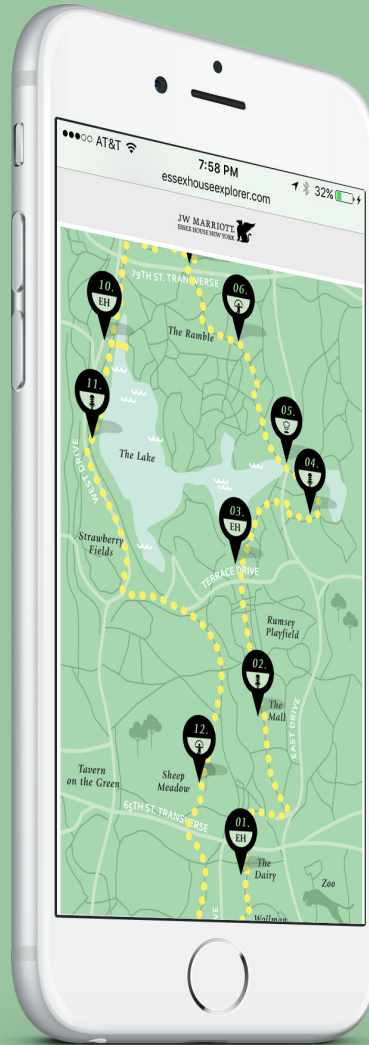 AT&T
7:58 PM
32%
essexhouseexplorer.com
JW MARRIOTT
ESSEX HOUSE NEW YORK
79TH ST. TRANSVERSE
10.
EH
06.
The Ramble
11.
05.
The Lake
04.
WEST DRIVE
03.
EH
Strawberry
Fields
TERRACE DRIVE
Rumsey
Playfield
02.
The
Mall
EAST DRIVE
12.
Tavern
on the Green
Sheep
Meadow
65TH ST. TRANSVERSE
01.
EH
The
Dairy
Zoo